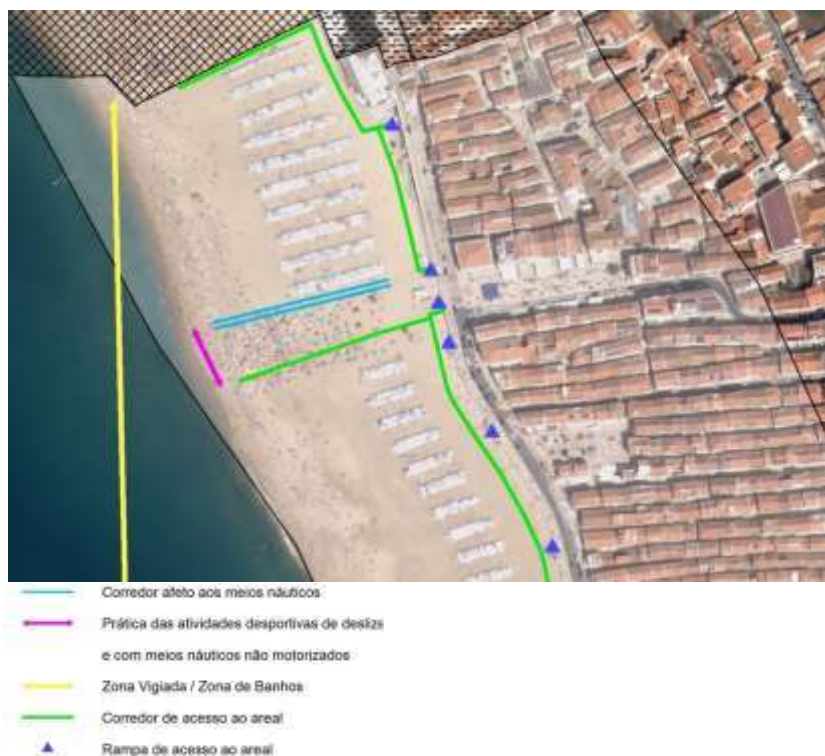 Corredor afeto aos meios náuticos
Prática das atividades desportivas de deslize
e com meios náuticos não motorizados
Zona Vigiada / Zona de Banhos
Corredor de acesso ao areal
Rampa de acesso ao areal